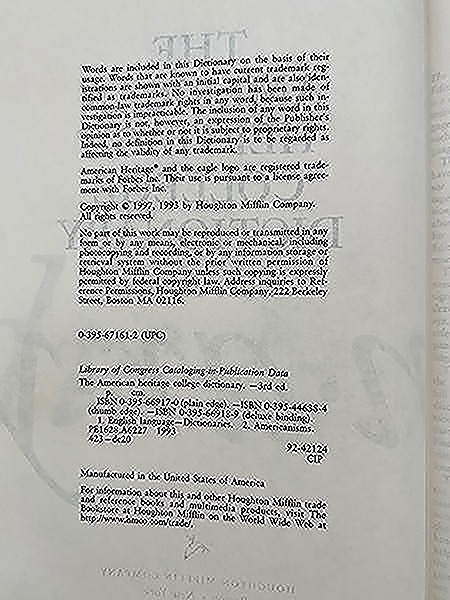 Words are included in this Dictionary on the basis of their
usage. Words that are known to have current trademark reg-
istrations are shown with an initial capital and are also iden-
tified as trademarks. No investigation has been made of
common-law trademark rights in any word, because such in-
vestigation is impracticable. The inclusion of any word in this
Dictionary is not, however, an expression of the Publisher's
opinion as to whether or not it is subject to proprietary rights.
Indeed, no definition in this Dictionary is to be regarded as
affecting the validity of any trademark.
American Heritage® and the eagle logo are registered trade-
marks of Forbes Inc. Their use is pursuant to a license agree-
ment with Forbes Inc.
Copyright © 1997, 1993 by Houghton Mifflin Company.
All rights reserved.
No part of this work may be reproduced or transmitted in any
form or by any means, electronic or mechanical, including
photocopying and recording, or by any information storage or
retrieval system without the prior written permission of
Houghton Mifflin Company unless such copying is expressly
permitted by federal copyright law. Address inquiries to Ref-
erence Permissions, Houghton Mifflin Company, 222 Berkeley
Street, Boston MA 02116.
0-395-67161-2 (UPC)
Library of Congress Cataloging-in-Publication Data
The American heritage college dictionary. —3rd ed.
p. cm.
ISBN 0-395-66917-0 (plain edge). —ISBN 0-395-44638-4
(thumb edge). —ISBN 0-395-66918-9 (deluxe binding)
1. English language—Dictionaries. 2. Americanisms.
PE1628.A6227 1993
423—dc20
92-42124
CIP
Manufactured in the United States of America
For information about this and other Houghton Mifflin trade
and reference books and multimedia products, visit The
Bookstore at Houghton Mifflin on the World Wide Web at
http://www.hmco.com/trade/.